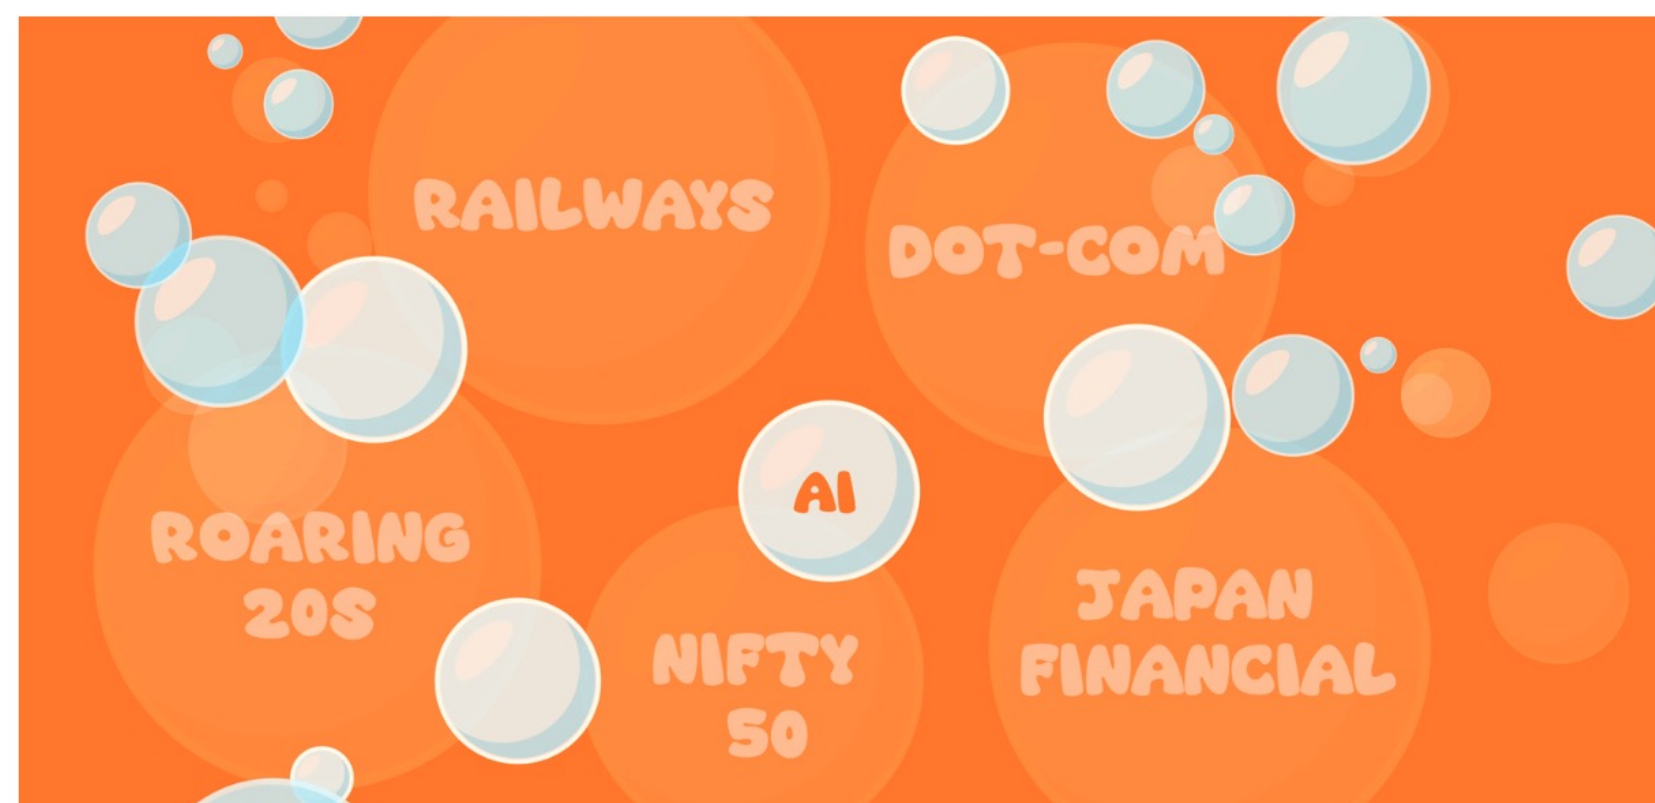 RAILWAYS
DOT-COM
AI
ROARING
20S
NIFTY
50
JAPAN
FINANCIAL